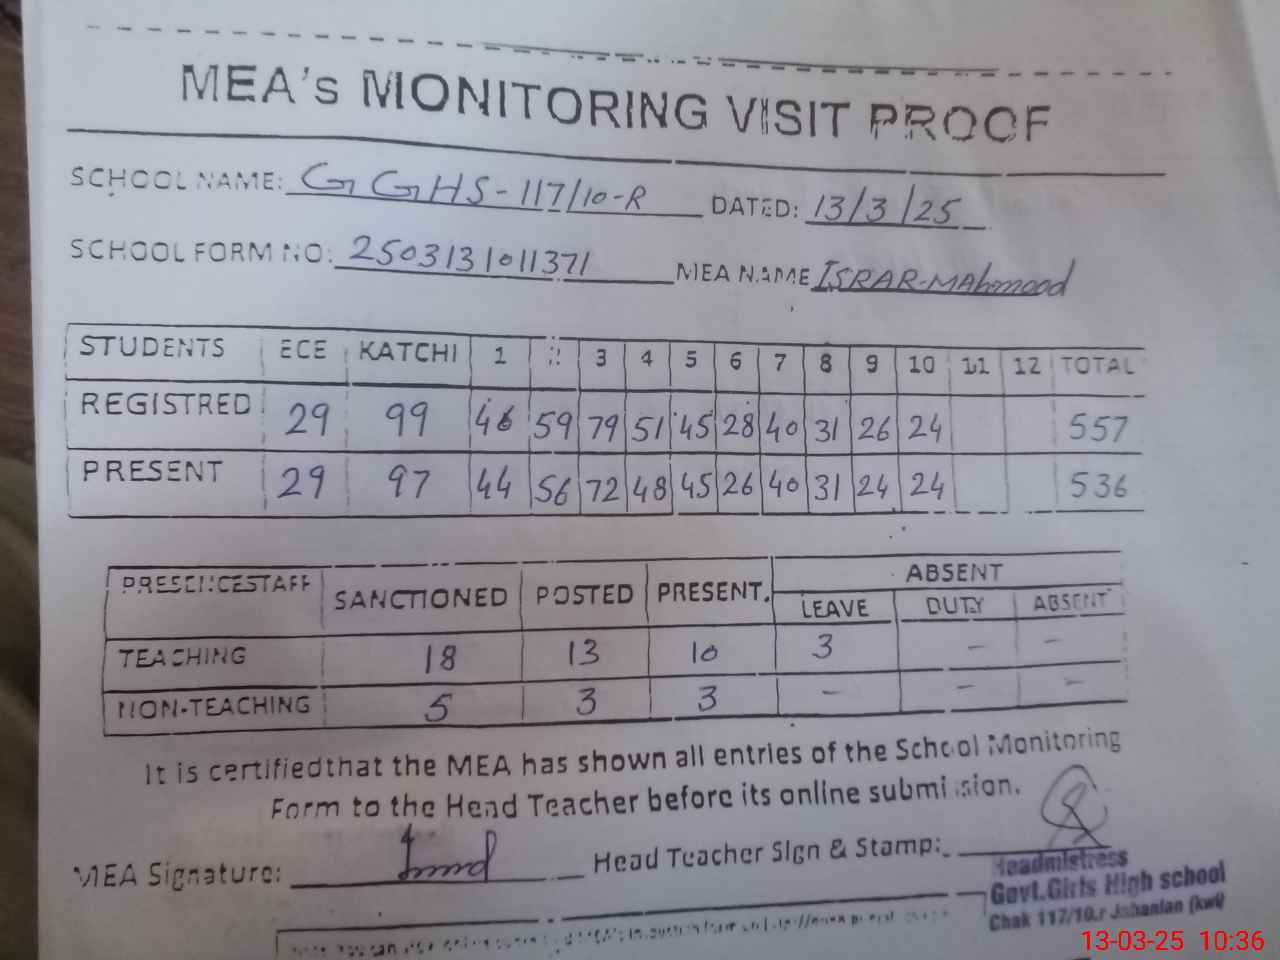 MEA's MONITORING VISIT PROOF
SCHOOL NAME: GGHS-117/10-R DATED: 13/3/25
SCHOOL FORM NO: 2503131011371 MEA NAME ISRAR-MAhmood
STUDENTS ECE KATCHI 1 3 4 5 6 7 8 9 10 11 12 TOTAL
REGISTRED 29 99 46 59 79 51 45 28 40 31 26 24 557
PRESENT 29 97 44 56 72 48 45 26 40 31 24 24 536
STAFF SANCTIONED POSTED PRESENT. ABSENT
LEAVE DUTY ABSENT
TEACHING 18 13 10 3 - -
NON-TEACHING 5 3 3 - - -
It is certified that the MEA has shown all entries of the School Monitoring
Form to the Head Teacher before its online submission.
MEA Signature: Head Teacher Sign & Stamp:
Headmistress
Govt.Girls High school
Chak 117/10.r Jahanian (kwl)
13-03-25 10:36